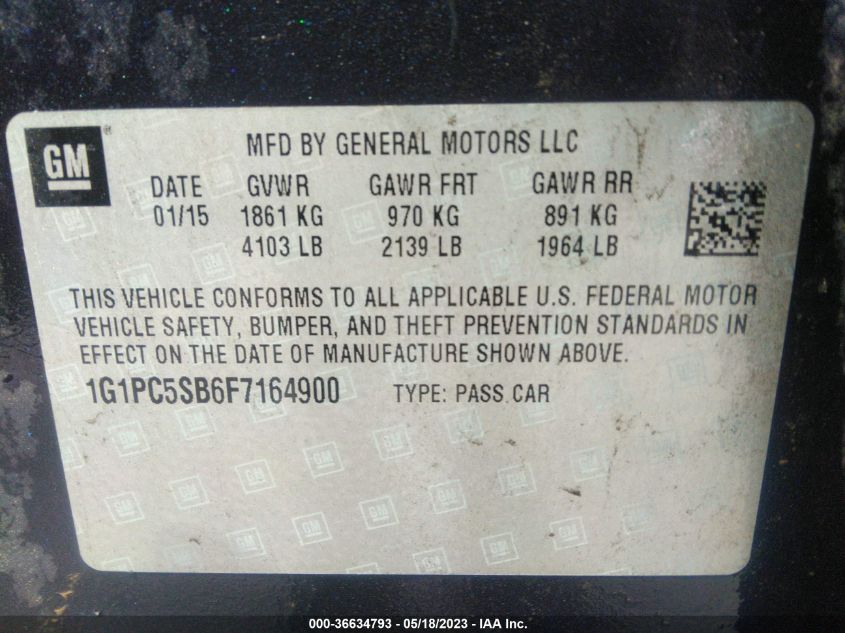 GM ®
MFD BY GENERAL MOTORS LLC
DATE GVWR GAWR FRT GAWR RR
01/15 1861 KG 970 KG 891 KG
4103 LB 2139 LB 1964 LB
THIS VEHICLE CONFORMS TO ALL APPLICABLE U.S. FEDERAL MOTOR
VEHICLE SAFETY, BUMPER, AND THEFT PREVENTION STANDARDS IN
EFFECT ON THE DATE OF MANUFACTURE SHOWN ABOVE.
1G1PC5SB6F7164900 TYPE: PASS CAR
000-36634793 - 05/18/2023 - IAA Inc.